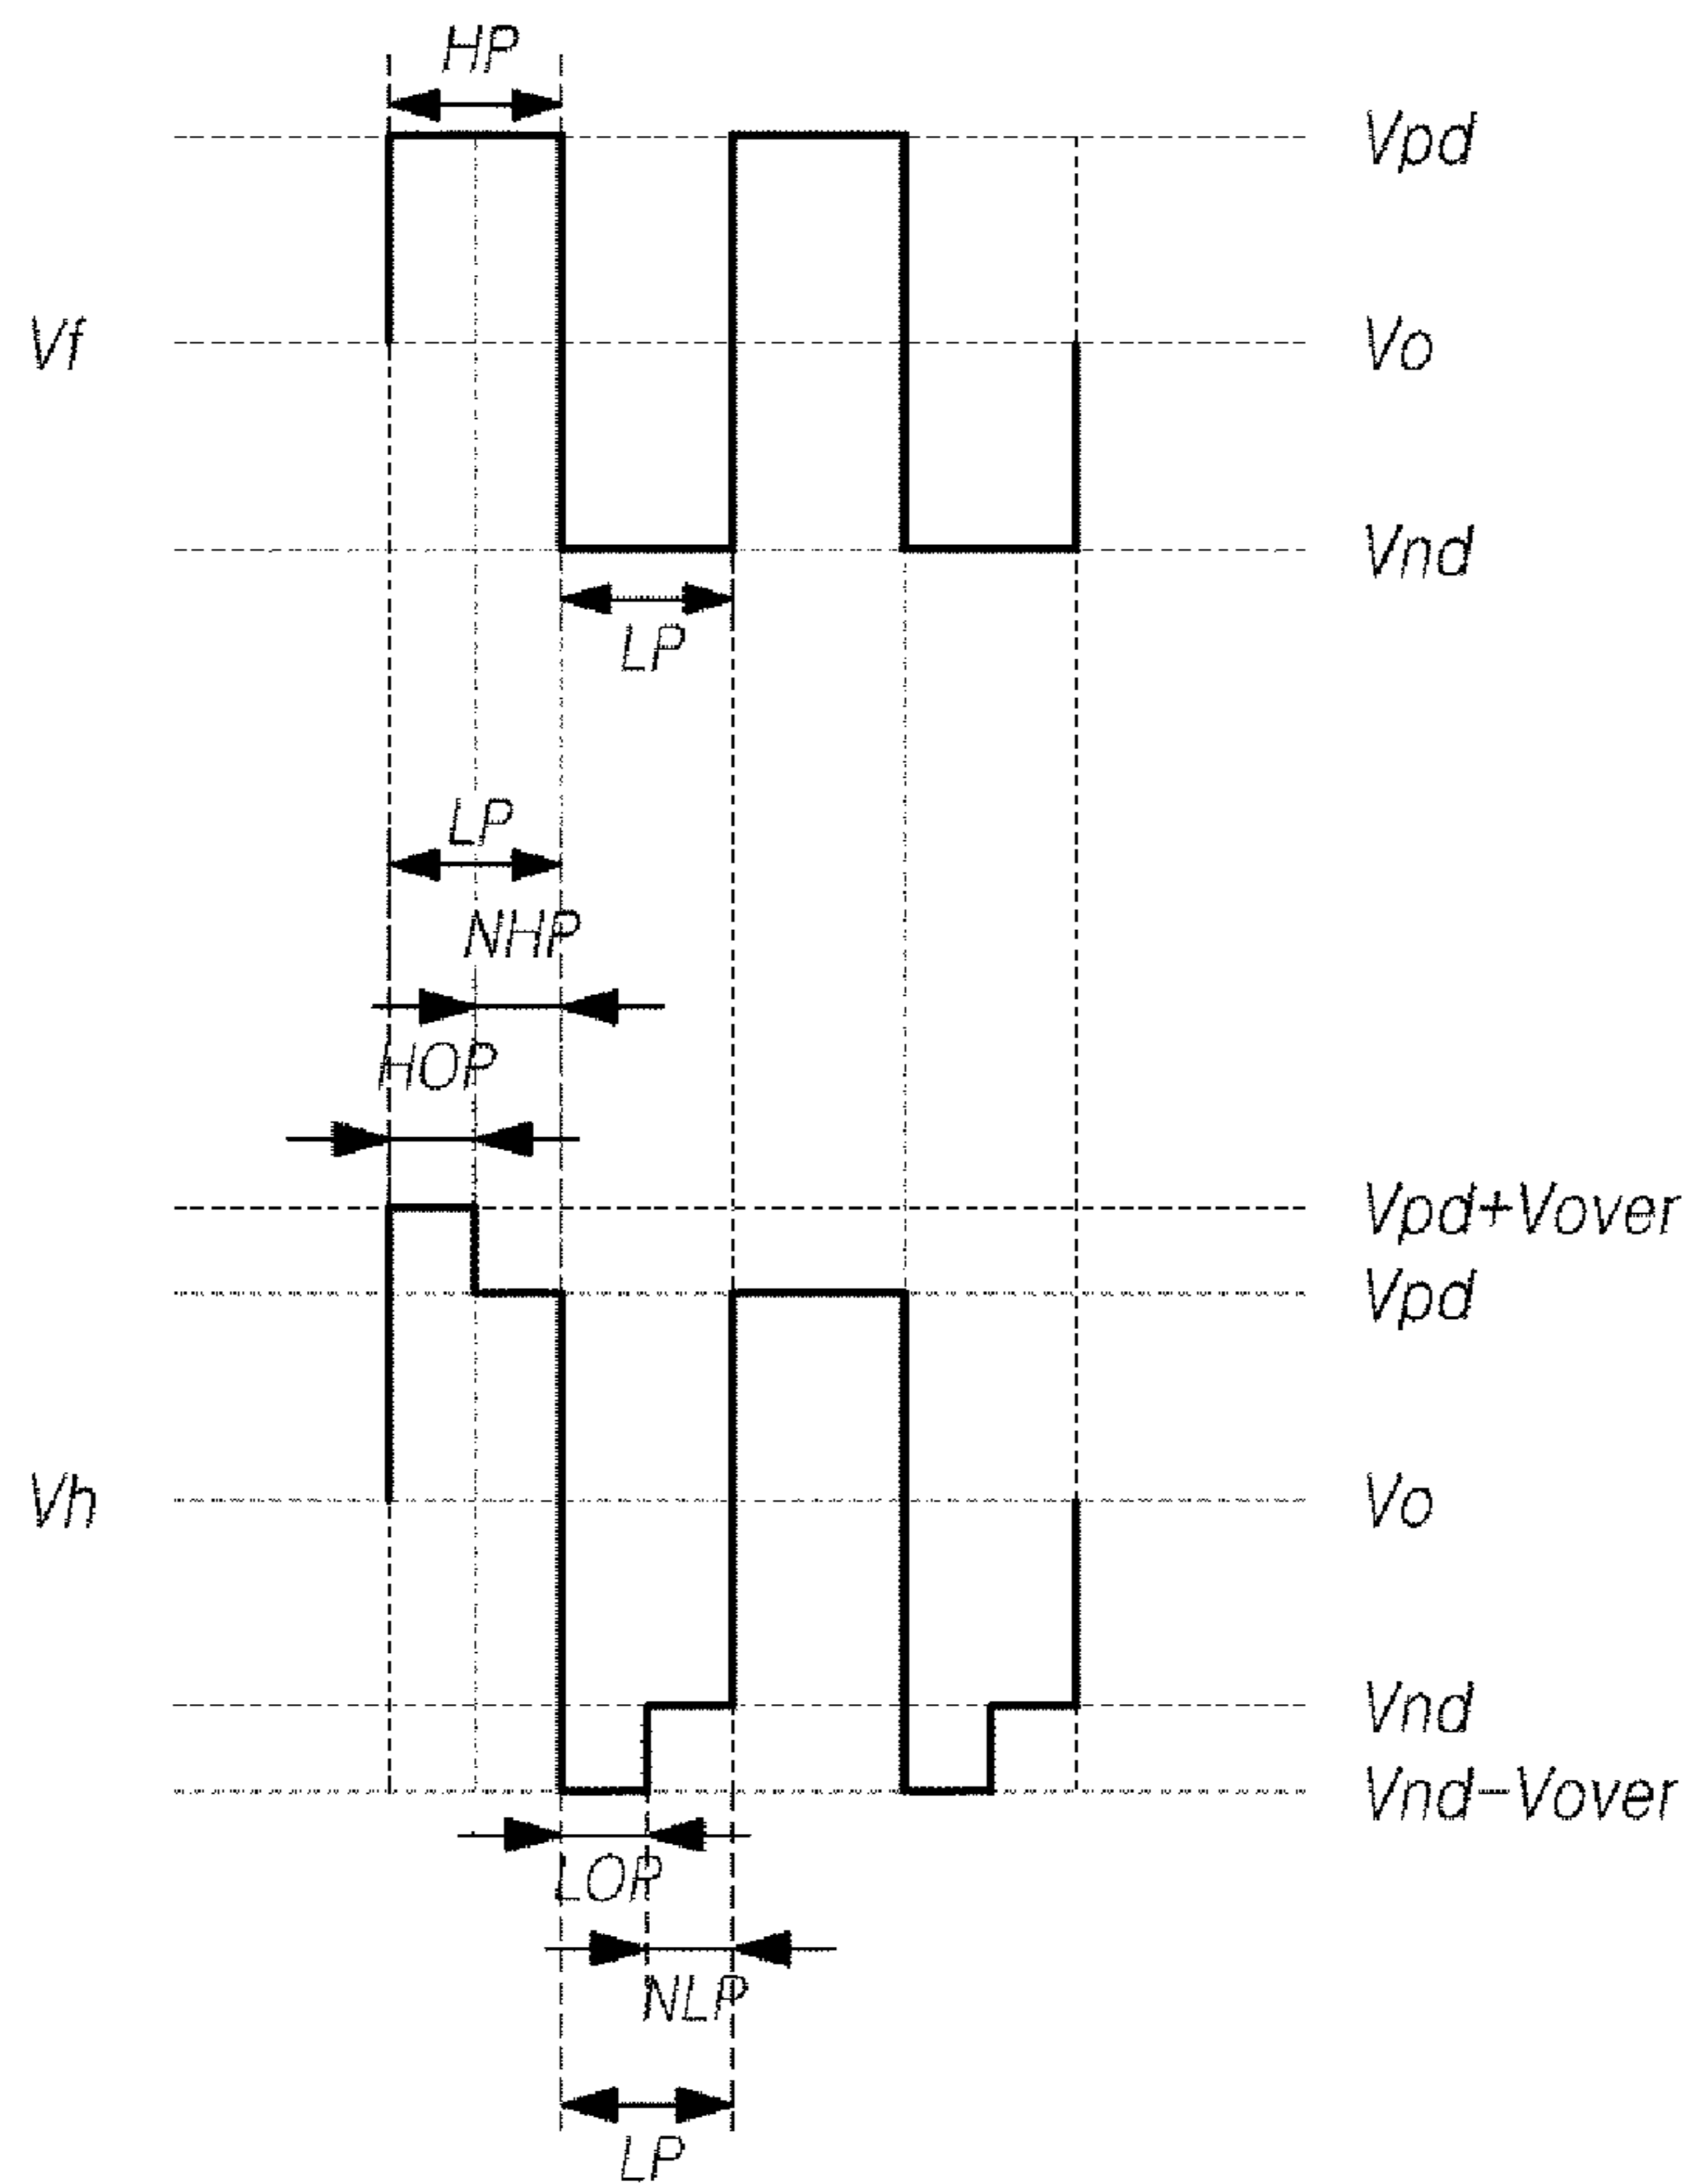 HP
Vpd
Vf
Vo
Vnd
LP
LP
NHP
HOP
Vpd+Vover
Vpd
Vh
Vo
Vnd
Vnd-Vover
LOP
NLP
LP